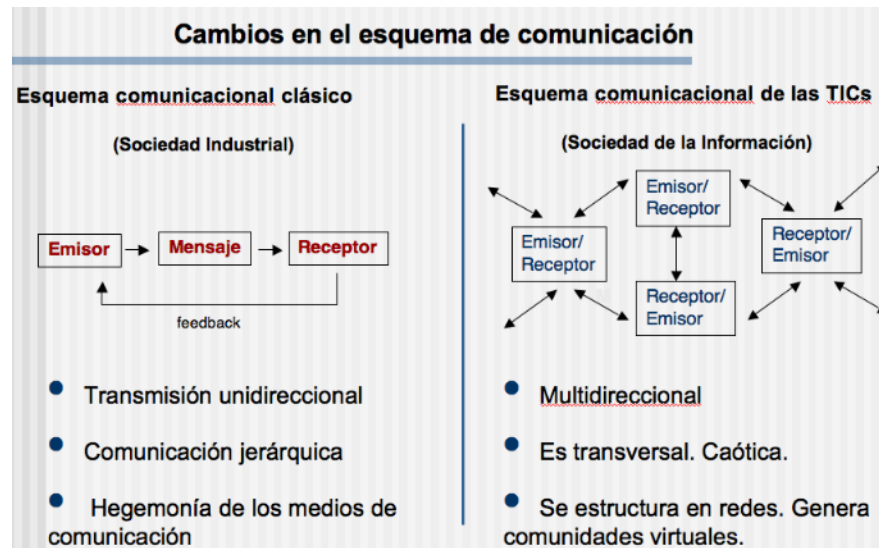 Cambios en el esquema de comunicación
Esquema comunicacional clásico
(Sociedad Industrial)
Emisor
Mensaje
Receptor
feedback
Transmisión unidireccional
Comunicación jerárquica
Hegemonía de los medios de
comunicación
Esquema comunicacional de las TICs
(Sociedad de la Información)
Emisor/
Receptor
Emisor/
Receptor
Receptor/
Emisor
Receptor/
Emisor
Multidireccional
Es transversal. Caótica.
Se estructura en redes. Genera
comunidades virtuales.